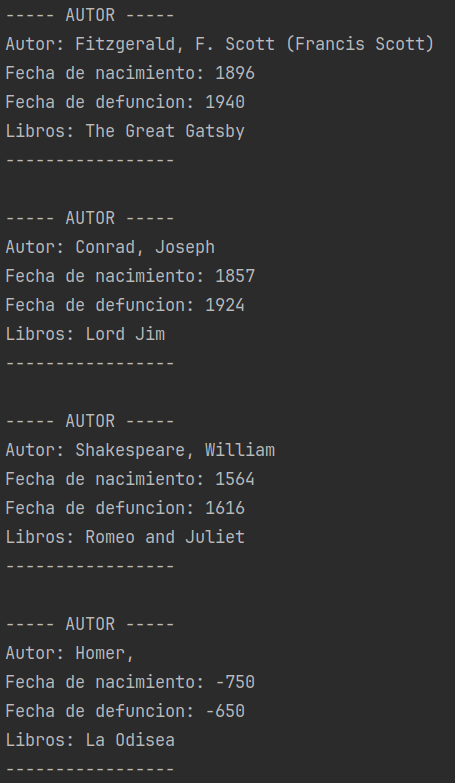 ----- AUTOR -----
Autor: Fitzgerald, F. Scott (Francis Scott)
Fecha de nacimiento: 1896
Fecha de defuncion: 1940
Libros: The Great Gatsby
-----------------
----- AUTOR -----
Autor: Conrad, Joseph
Fecha de nacimiento: 1857
Fecha de defuncion: 1924
Libros: Lord Jim
-----------------
----- AUTOR -----
Autor: Shakespeare, William
Fecha de nacimiento: 1564
Fecha de defuncion: 1616
Libros: Romeo and Juliet
-----------------
----- AUTOR -----
Autor: Homer,
Fecha de nacimiento: -750
Fecha de defuncion: -650
Libros: La Odisea
-----------------